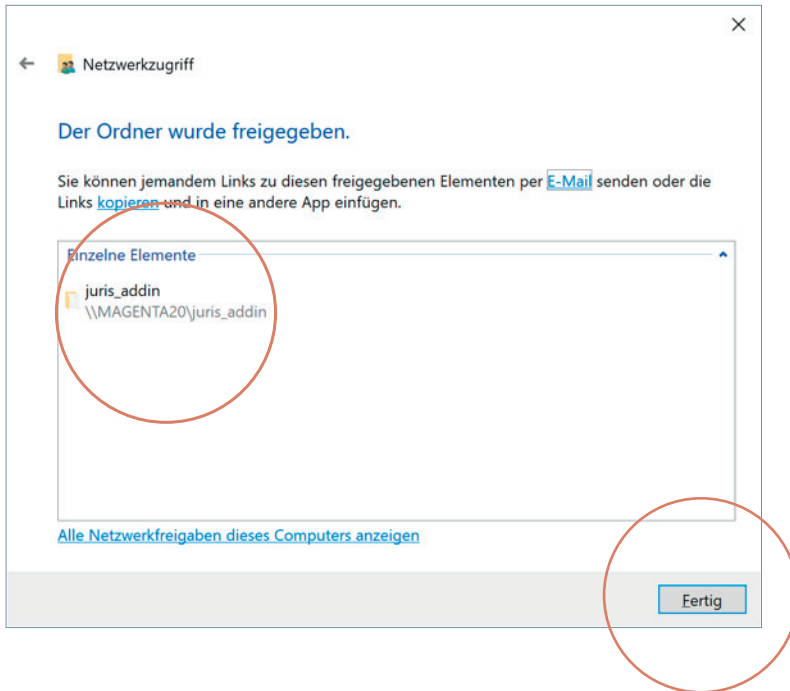 Netzwerkzugriff
Der Ordner wurde freigegeben.
Sie können jemandem Links zu diesen freigegebenen Elementen per E-Mail senden oder die
Links kopieren und in eine andere App einfügen.
Einzelne Elemente
juris_addin
\\MAGENTA20\juris_addin
Alle Netzwerkfreigaben dieses Computers anzeigen
Fertig